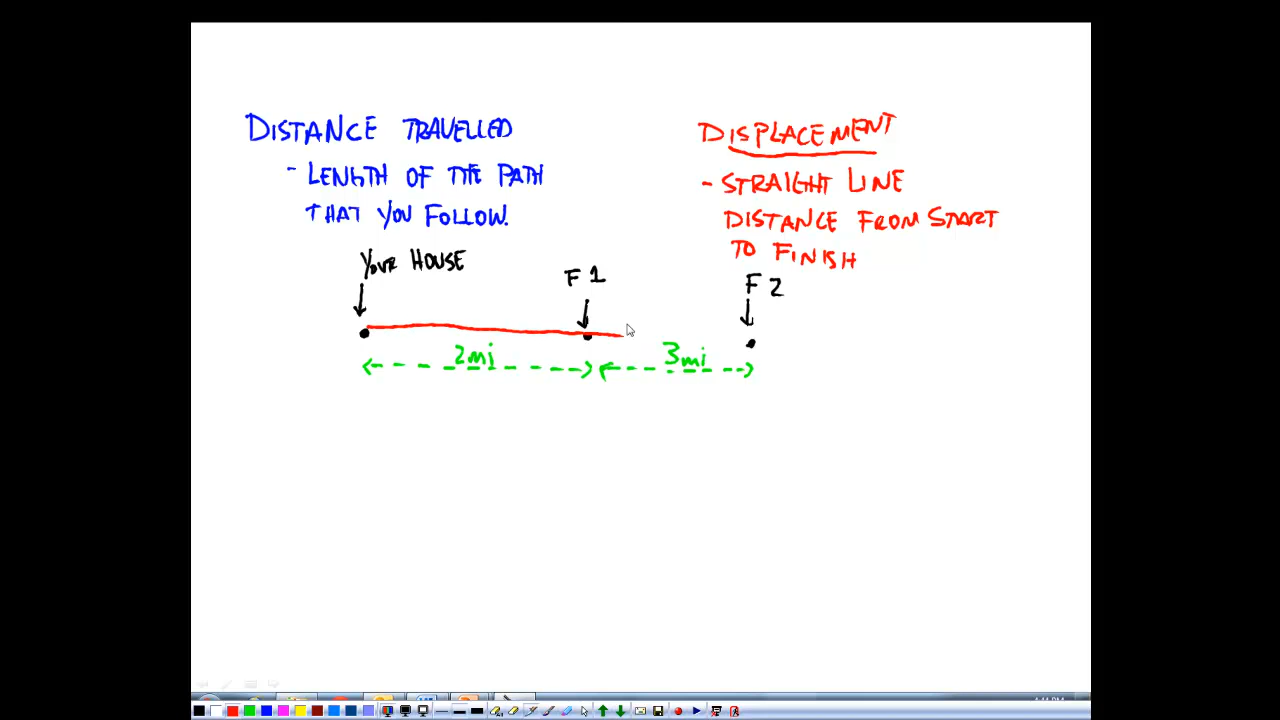 DISTANCE TRAVELLED
- LENGTH OF THE PATH
THAT YOU FOLLOW.
DISPLACEMENT
- STRAIGHT LINE
DISTANCE FROM START
TO FINISH
YOUR HOUSE
F 1
F 2
2mi
3mi